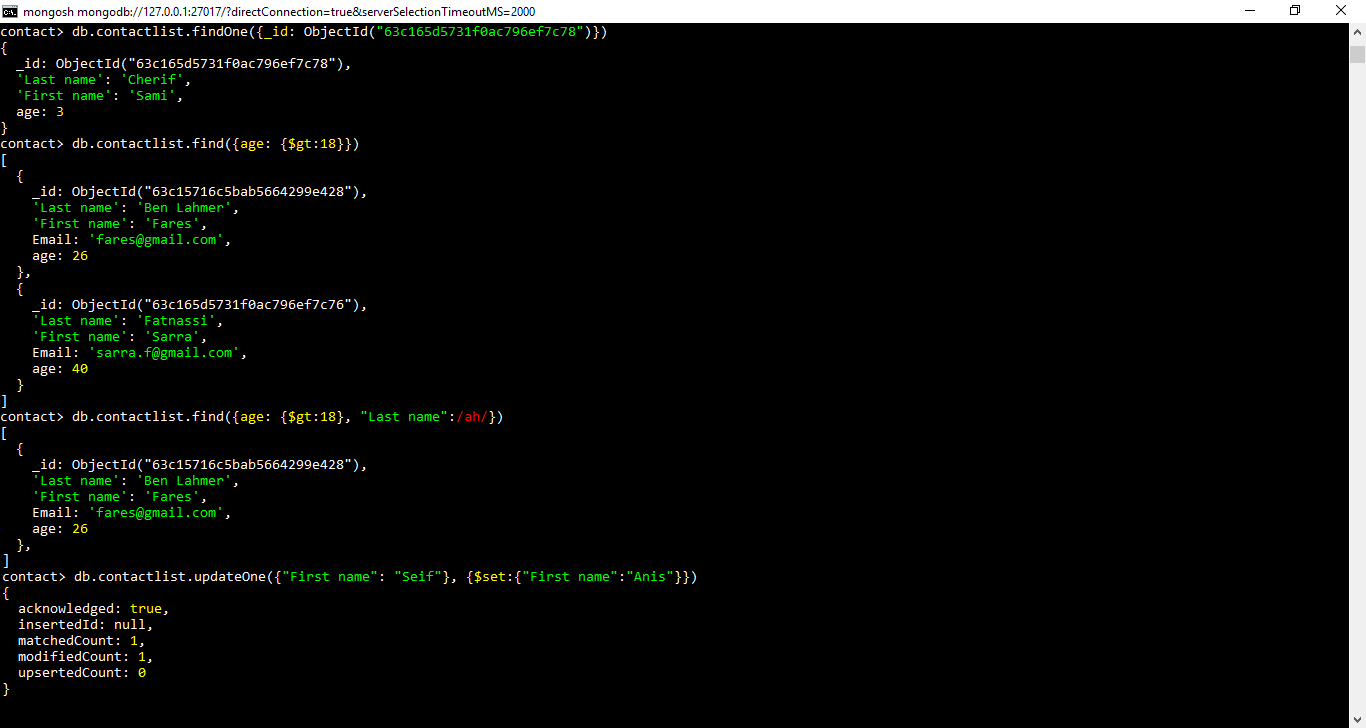 mongosh mongodb://127.0.0.1:27017/?directConnection=true&serverSelectionTimeoutMS=2000
contact> db.contactlist.findOne({_id: ObjectId("63c165d5731f0ac796ef7c78")})
{
  _id: ObjectId("63c165d5731f0ac796ef7c78"),
  'Last name': 'Cherif',
  'First name': 'Sami',
  age: 3
}
contact> db.contactlist.find({age: {$gt:18}})
[
  {
    _id: ObjectId("63c15716c5bab5664299e428"),
    'Last name': 'Ben Lahmer',
    'First name': 'Fares',
    Email: 'fares@gmail.com',
    age: 26
  },
  {
    _id: ObjectId("63c165d5731f0ac796ef7c76"),
    'Last name': 'Fatnassi',
    'First name': 'Sarra',
    Email: 'sarra.f@gmail.com',
    age: 40
  }
]
contact> db.contactlist.find({age: {$gt:18}, "Last name":/ah/})
[
  {
    _id: ObjectId("63c15716c5bab5664299e428"),
    'Last name': 'Ben Lahmer',
    'First name': 'Fares',
    Email: 'fares@gmail.com',
    age: 26
  },
]
contact> db.contactlist.updateOne({"First name": "Seif"}, {$set:{"First name":"Anis"}})
{
  acknowledged: true,
  insertedId: null,
  matchedCount: 1,
  modifiedCount: 1,
  upsertedCount: 0
}